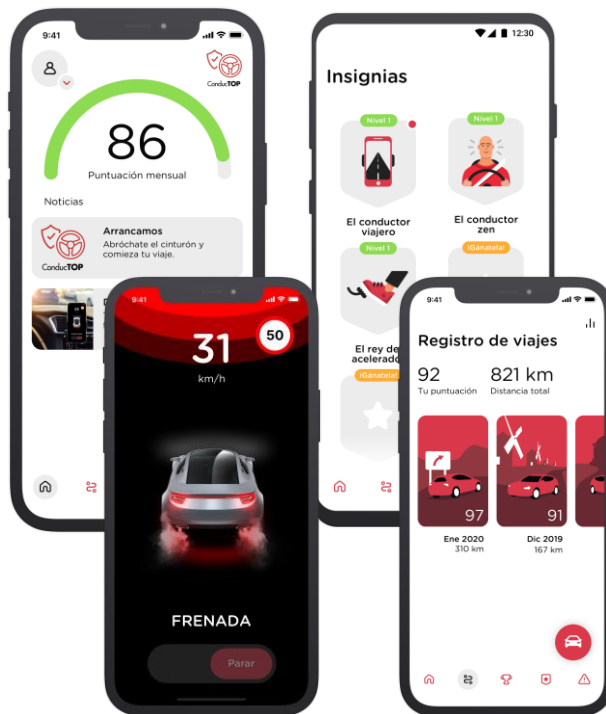 9:41
ConducTOP
86
Puntuación mensual
Noticias
ConducTOP
Arrancamos
Abróchate el cinturón y
comieza tu viaje.
12:30
Insignias
Nivel 1
El conductor
viajero
Nivel 1
El conductor
zen
Nivel 1
El rey de
acelerado
¡Gánatela!
¡Gánatela!
9:41
31
km/h
50
FRENADA
Parar
9:41
Registro de viajes
92
Tu puntuación
821 km
Distancia total
97
Ene 2020
310 km
91
Dic 2019
167 km